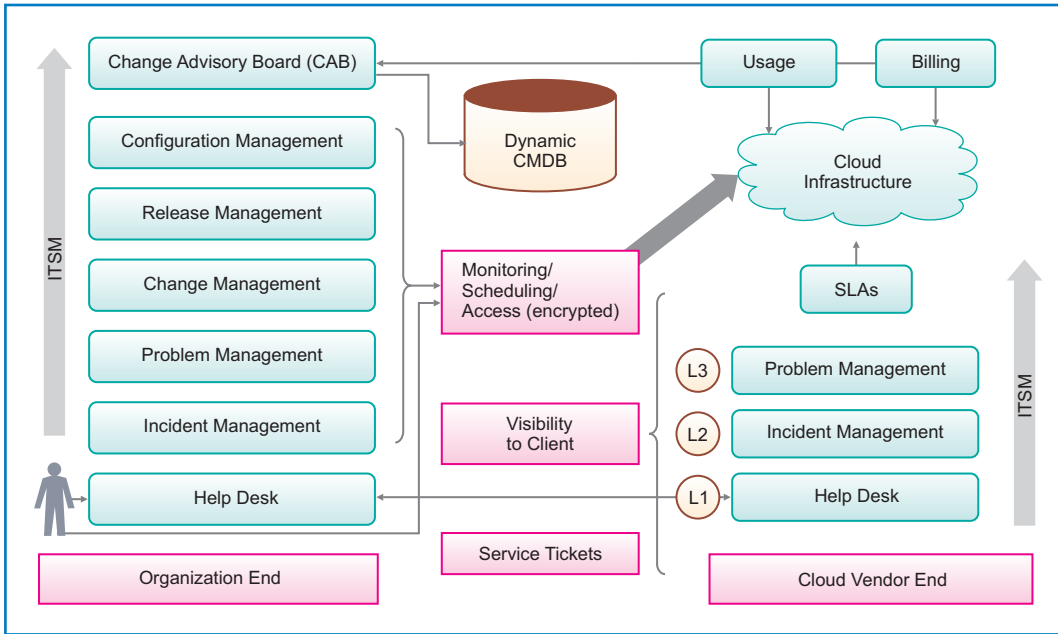 Change Advisory Board (CAB)
Usage
Billing
Configuration Management
Dynamic
CMDB
Cloud
Infrastructure
Release Management
ITSM
Monitoring/
Scheduling/
Access (encrypted)
Change Management
SLAs
Problem Management
L3
Problem Management
ITSM
Incident Management
Visibility
to Client
L2
Incident Management
Help Desk
L1
Help Desk
Service Tickets
Organization End
Cloud Vendor End